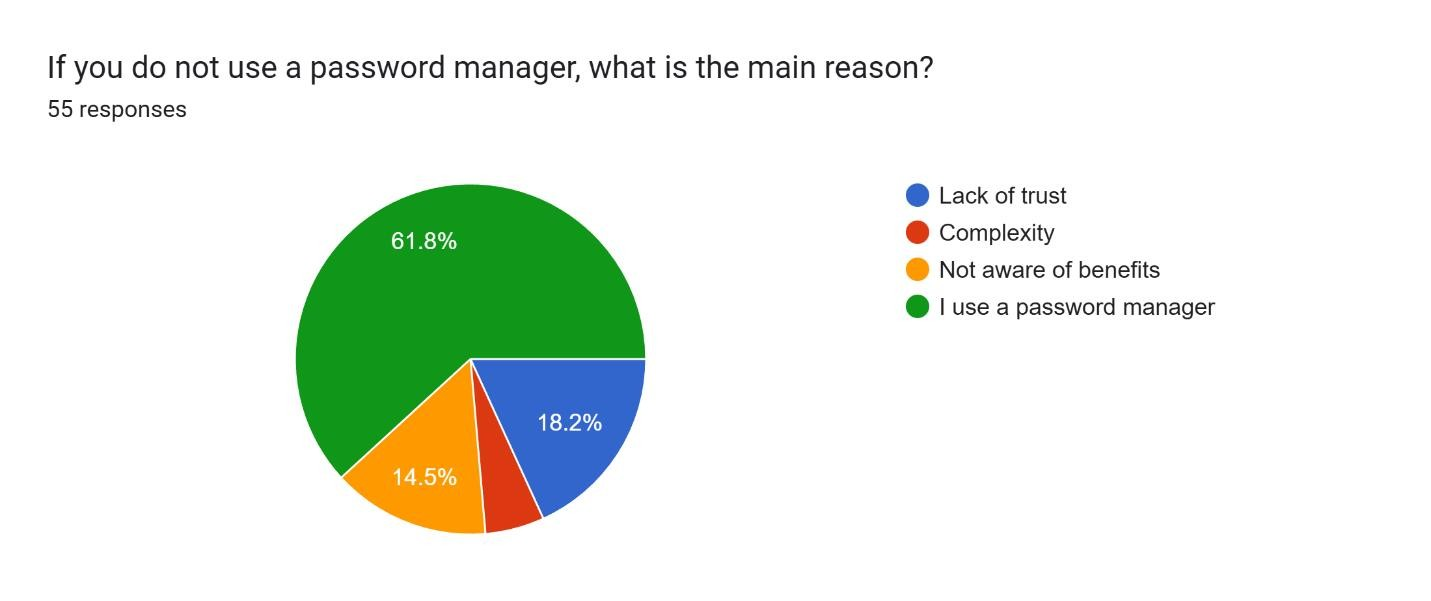 If you do not use a password manager, what is the main reason?
55 responses
61.8%
18.2%
14.5%
Lack of trust
Complexity
Not aware of benefits
I use a password manager